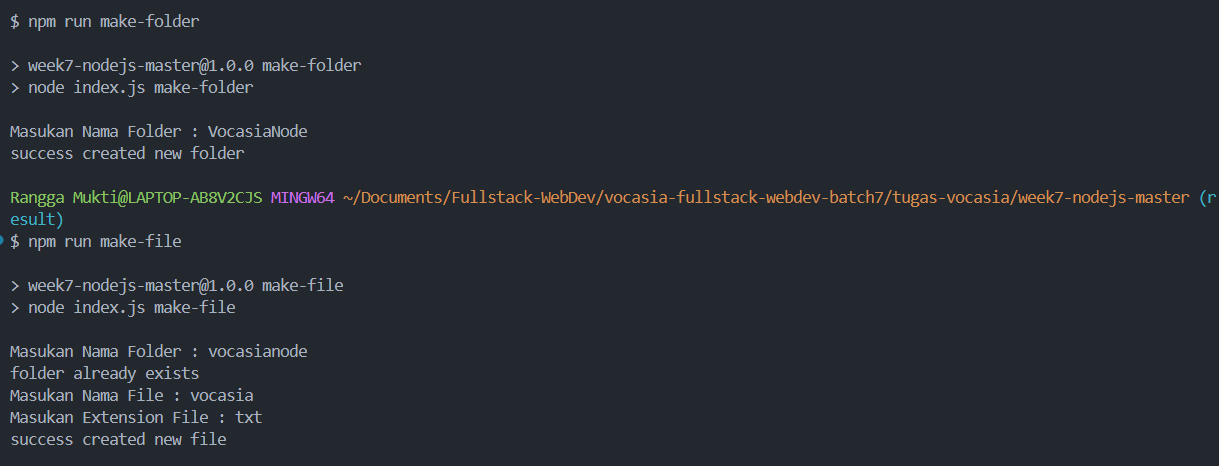 $ npm run make-folder
> week7-nodejs-master@1.0.0 make-folder
> node index.js make-folder
Masukan Nama Folder : VocasiaNode
success created new folder
Rangga Mukti@LAPTOP-AB8V2CJS MINGW64 ~/Documents/Fullstack-WebDev/vocasia-fullstack-webdev-batch7/tugas-vocasia/week7-nodejs-master (r
esult)
$ npm run make-file
> week7-nodejs-master@1.0.0 make-file
> node index.js make-file
Masukan Nama Folder : vocasianode
folder already exists
Masukan Nama File : vocasia
Masukan Extension File : txt
success created new file